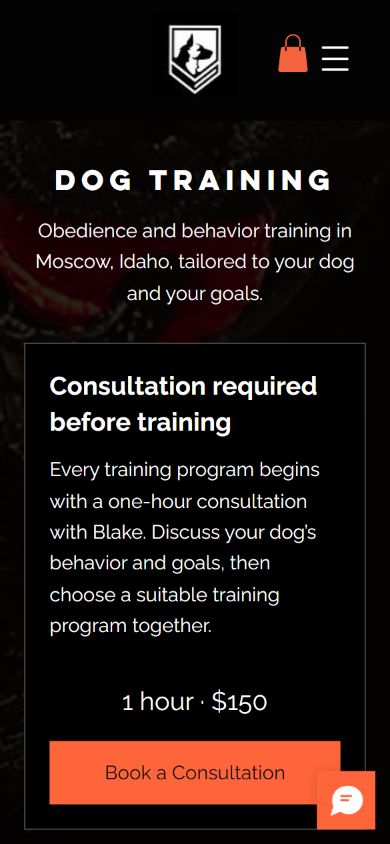 DOG TRAINING
Obedience and behavior training in
Moscow, Idaho, tailored to your dog
and your goals.
Consultation required
before training
Every training program begins
with a one-hour consultation
with Blake. Discuss your dog's
behavior and goals, then
choose a suitable training
program together.
1 hour · $150
Book a Consultation